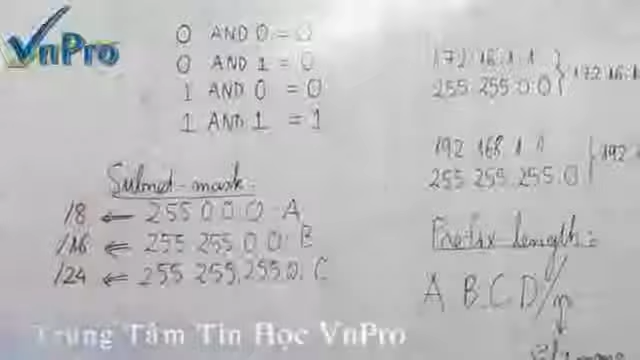 VnPro
0 AND 0 = 0
0 AND 1 = 0
1 AND 0 = 0
1 AND 1 = 1
Subnet-mask:
/8 ← 255.0.0.0 A
/16 ← 255.255.0.0 B
/24 ← 255.255.255.0 C
172.16.1.1
255.255.0.0
192.168.1.1
255.255.255.0
Prefix length:
A.B.C.D/n
Trung Tâm Tin Học VnPro